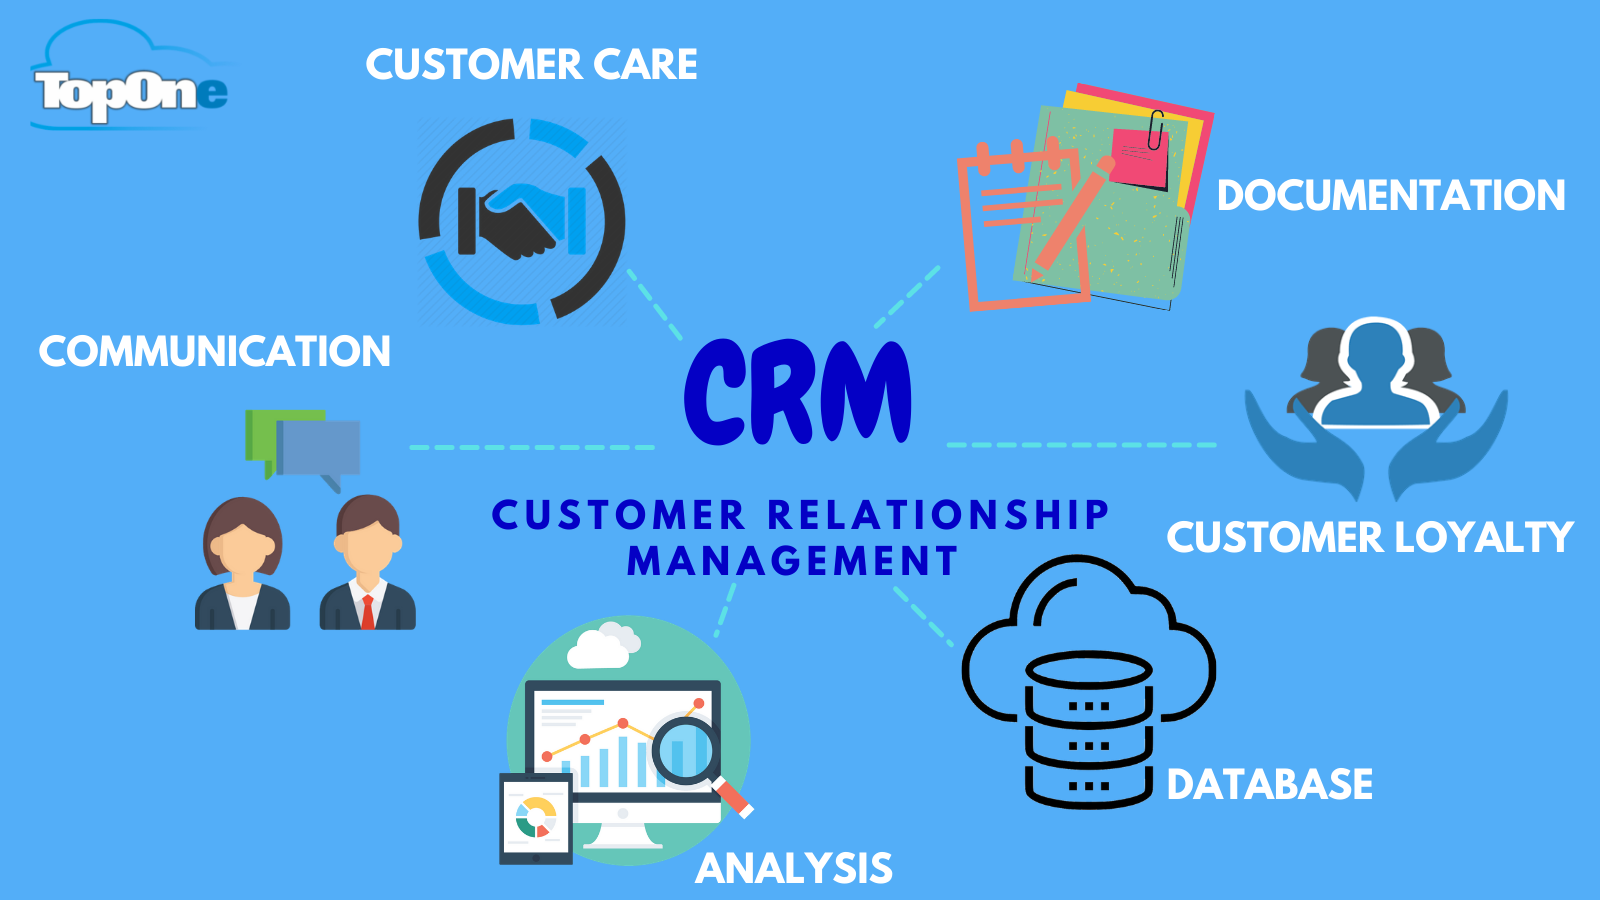 TopOne
CUSTOMER CARE
DOCUMENTATION
COMMUNICATION
CRM
CUSTOMER RELATIONSHIP
MANAGEMENT
CUSTOMER LOYALTY
DATABASE
ANALYSIS